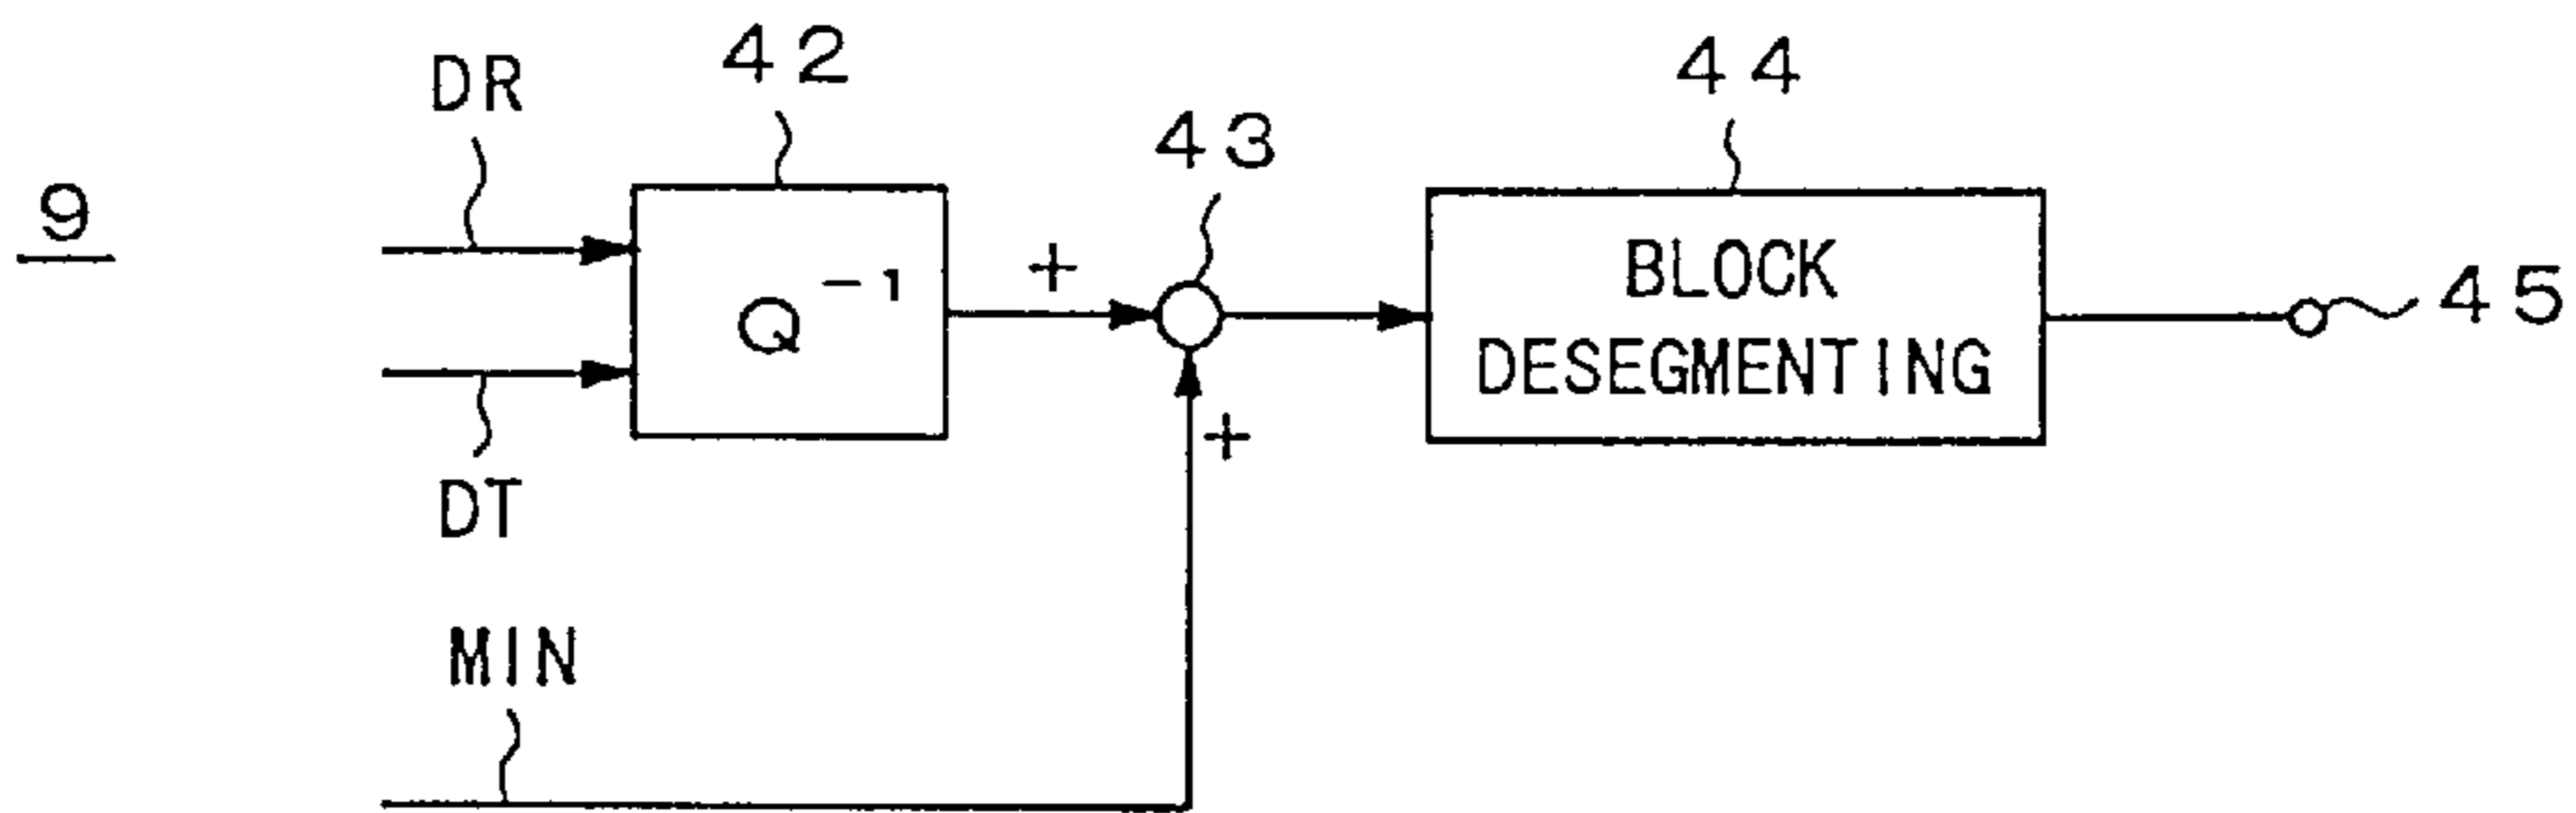 42
44
DR
43
9
+
Q⁻¹
BLOCK
DESEGMENTING
45
+
DT
MIN